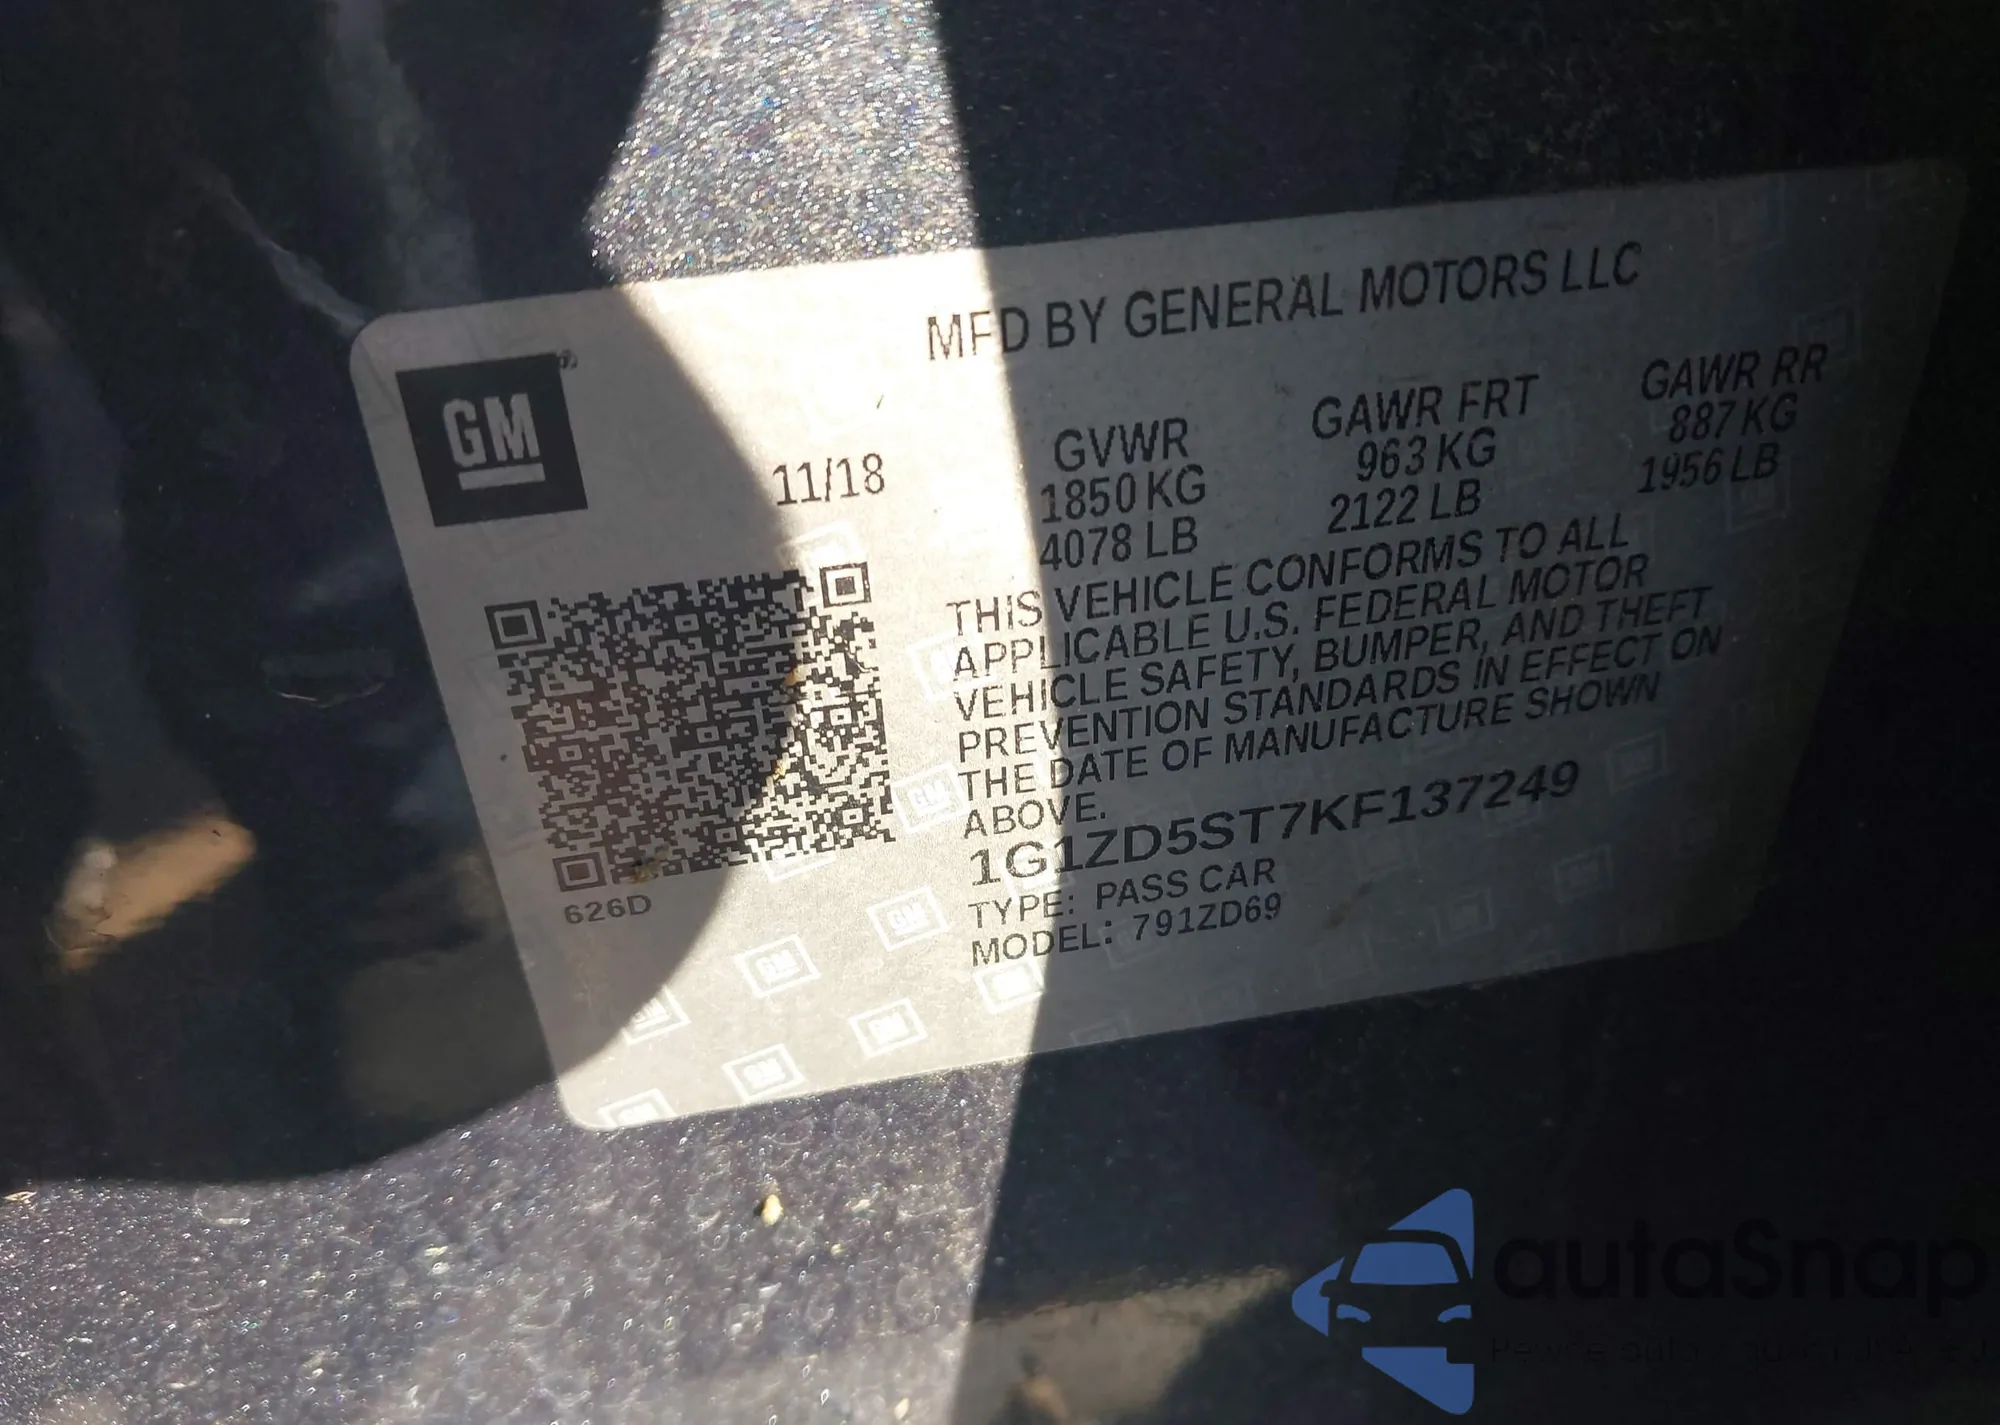 MFD BY GENERAL MOTORS LLC
GM
®
11/18
GVWR
1850 KG
4078 LB
GAWR FRT
963 KG
2122 LB
GAWR RR
887 KG
1956 LB
THIS VEHICLE CONFORMS TO ALL
APPLICABLE U.S. FEDERAL MOTOR
VEHICLE SAFETY, BUMPER, AND THEFT
PREVENTION STANDARDS IN EFFECT ON
THE DATE OF MANUFACTURE SHOWN
ABOVE.
1G1ZD5ST7KF137249
TYPE: PASS CAR
MODEL: 791ZD69
626D
autaSnap